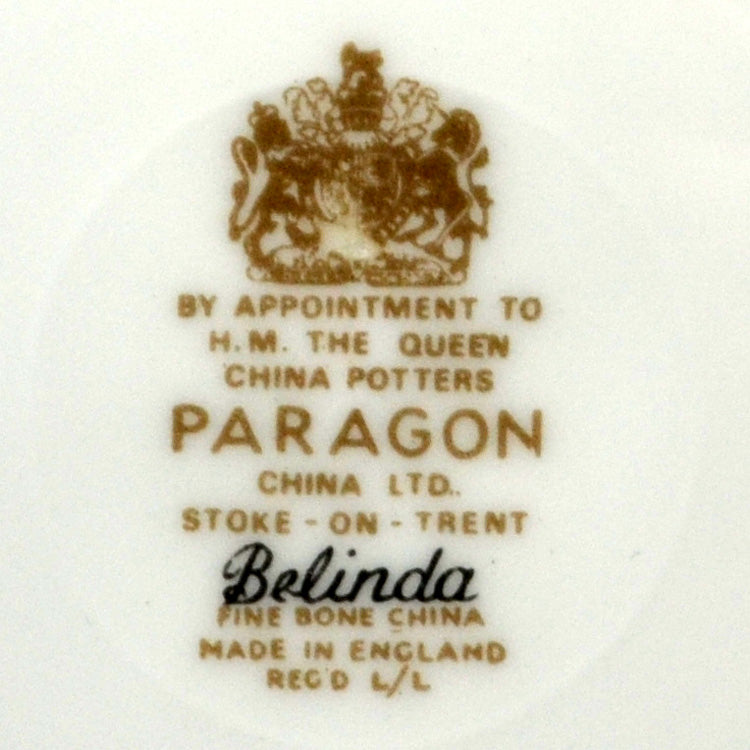 BY APPOINTMENT TO
H.M. THE QUEEN
CHINA POTTERS
PARAGON
CHINA LTD.
STOKE-ON-TRENT
Belinda
FINE BONE CHINA
MADE IN ENGLAND
REG'D L/L